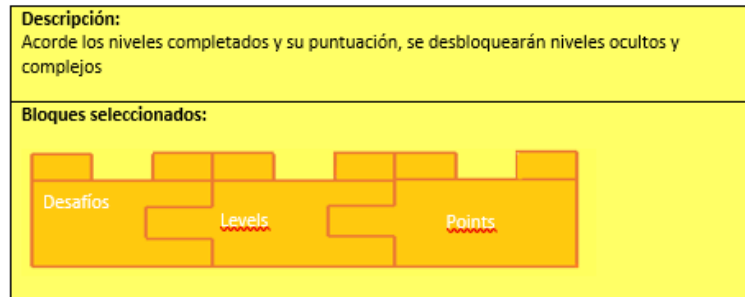 Descripción:
Acorde los niveles completados y su puntuación, se desbloquearán niveles ocultos y
complejos
Bloques seleccionados:
Desafíos
Levels
Points